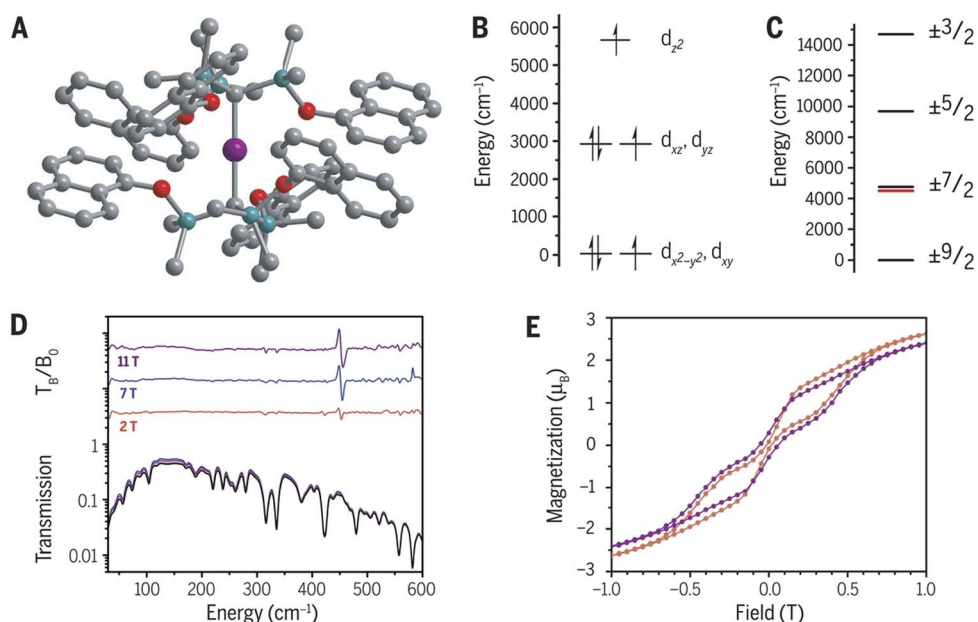 A
B
Energy (cm⁻¹)
6000
5000
4000
3000
2000
1000
0
d_z²
d_xz, d_yz
d_x²−y², d_xy
C
Energy (cm⁻¹)
14000
12000
10000
8000
6000
4000
2000
0
±3/2
±5/2
±7/2
±9/2
D
T_B/B_0
11 T
7 T
2 T
Transmission
1
0.1
0.01
100 200 300 400 500 600
Energy (cm⁻¹)
E
Magnetization (μ_B)
3
2
1
0
−1
−2
−3
−1.0 −0.5 0.0 0.5 1.0
Field (T)